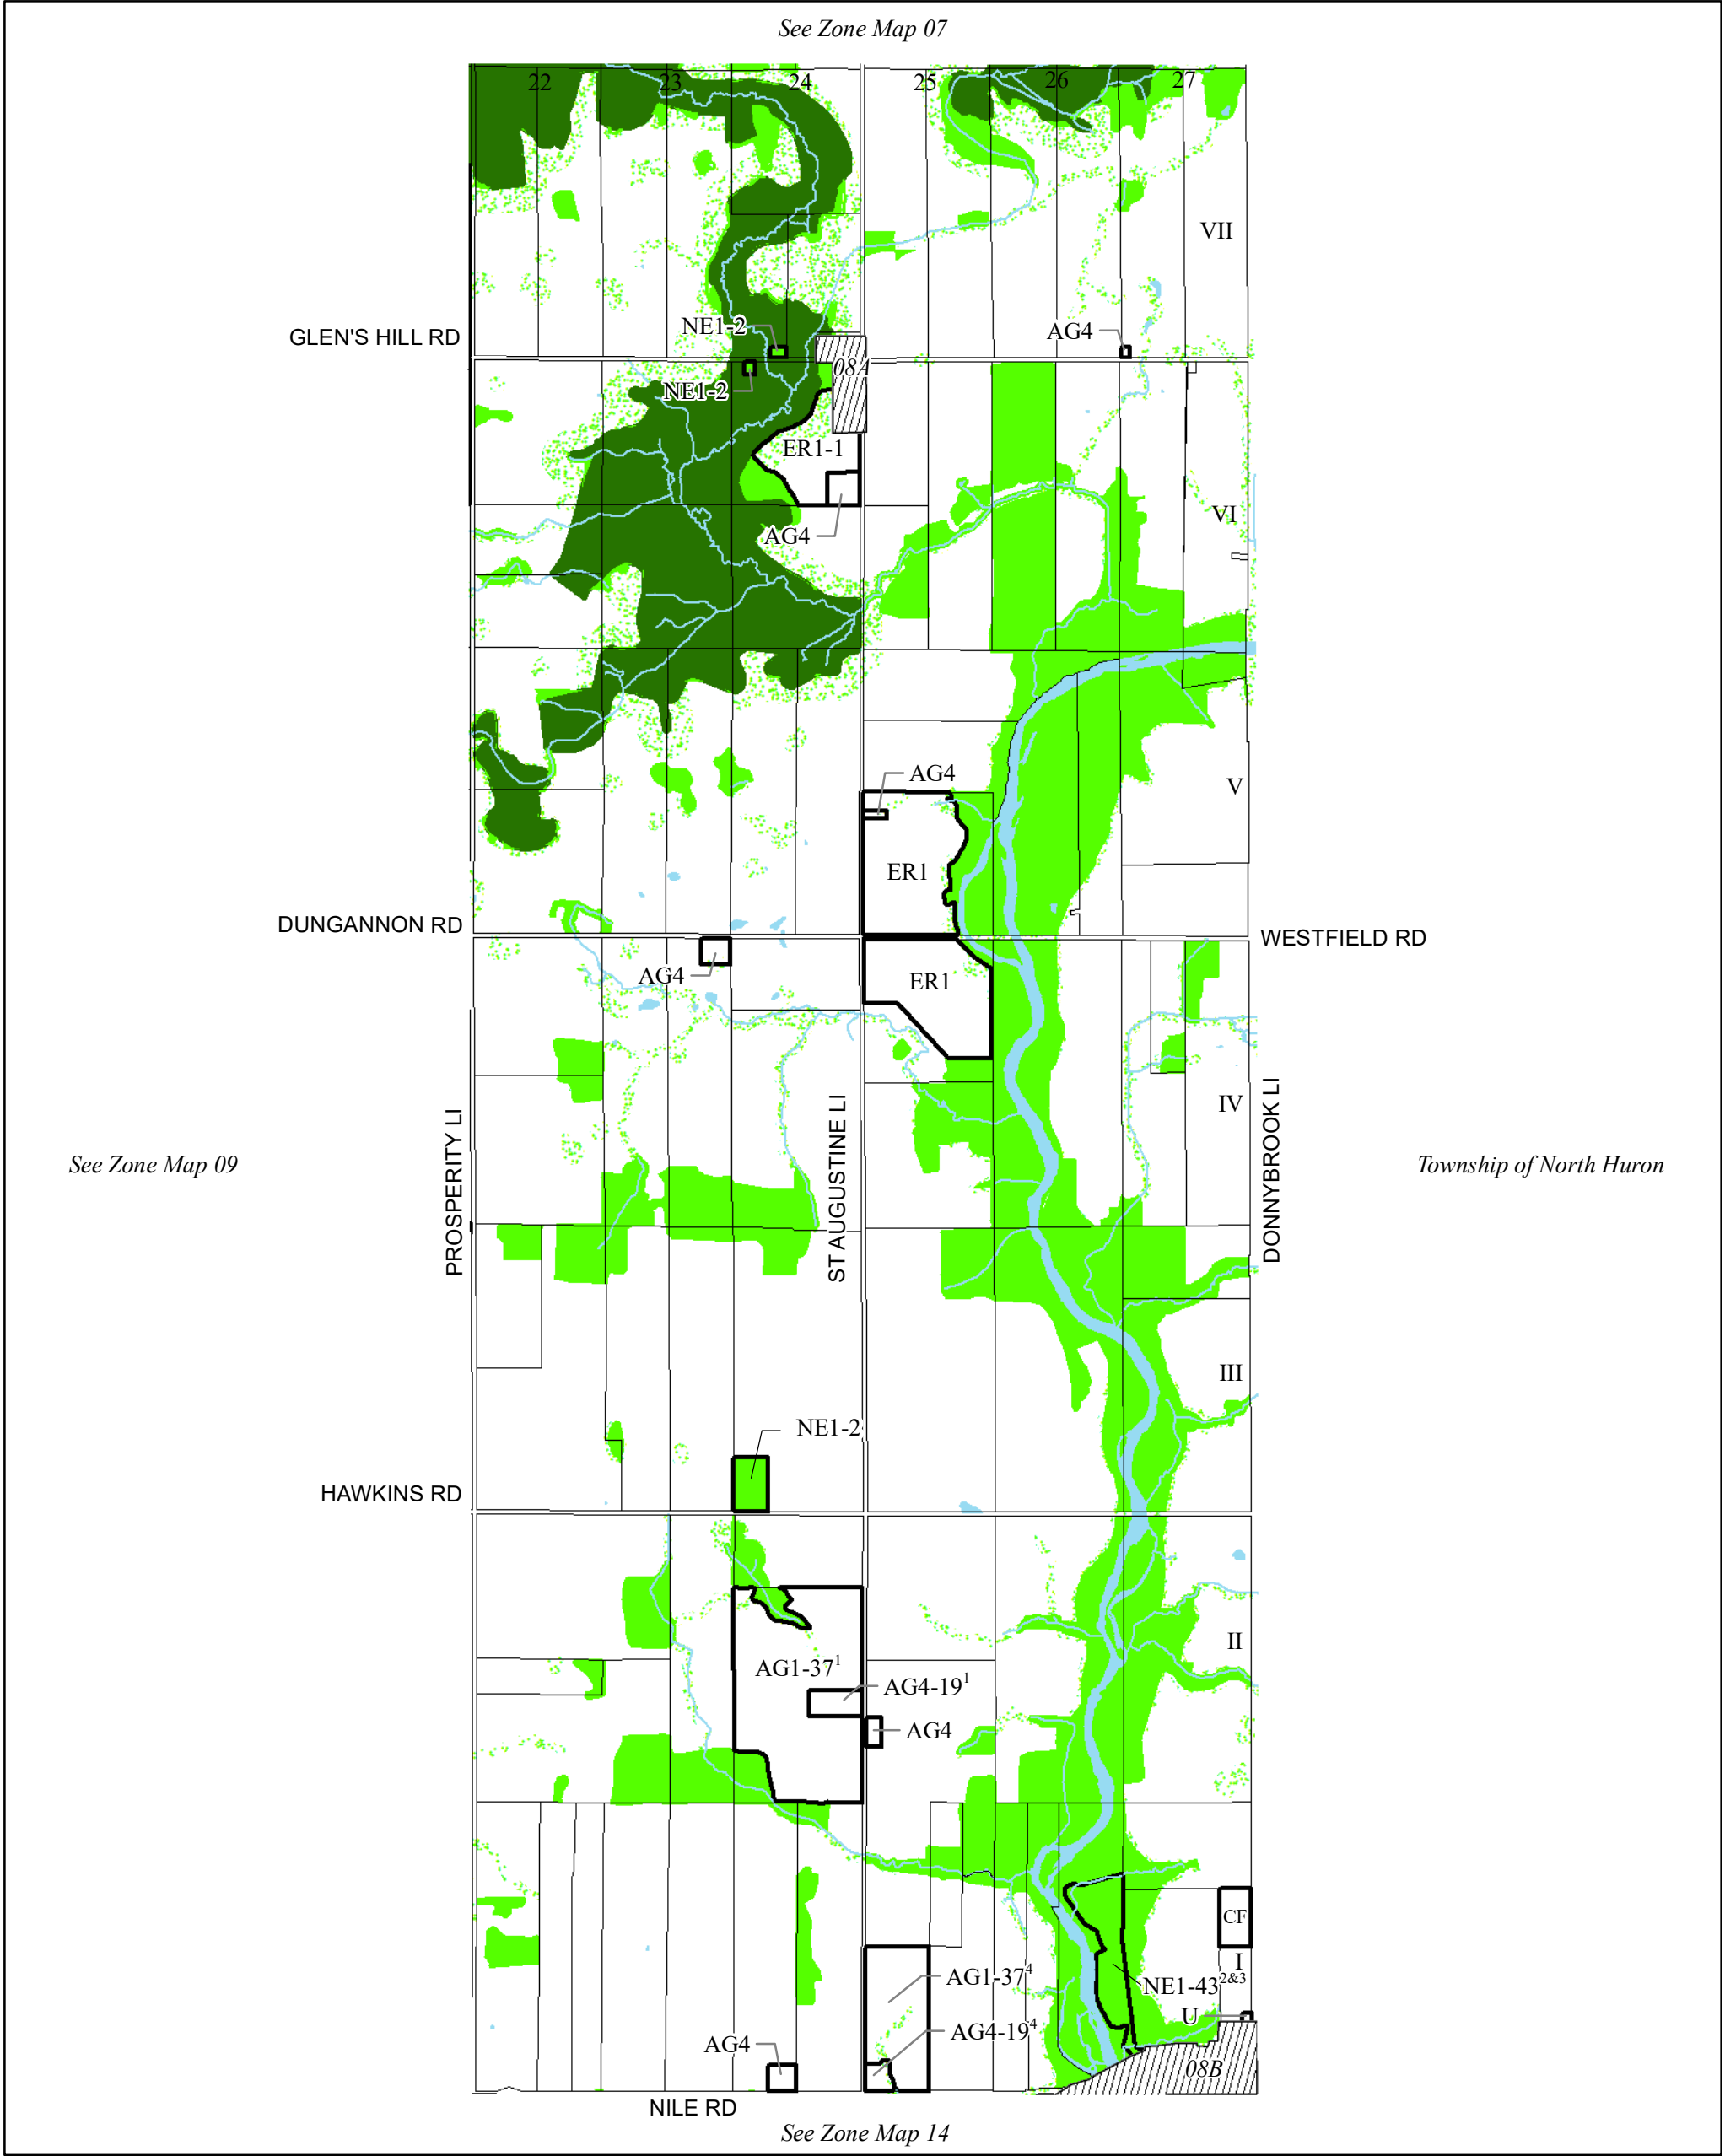 See Zone Map 07
22 23 24 25 26 27
VII
GLEN'S HILL RD
NE1-2
AG4
08A
NE1-2
ER1-1
VI
AG4
AG4
V
ER1
DUNGANNON RD
WESTFIELD RD
AG4
ER1
IV
PROSPERITY LI
ST AUGUSTINE LI
DONNYBROOK LI
See Zone Map 09
Township of North Huron
III
NE1-2
HAWKINS RD
II
AG1-37¹
AG4-19¹
AG4
CF
I
AG1-37⁴
NE1-43²&³
U
AG4-19⁴
AG4
08B
NILE RD
See Zone Map 14